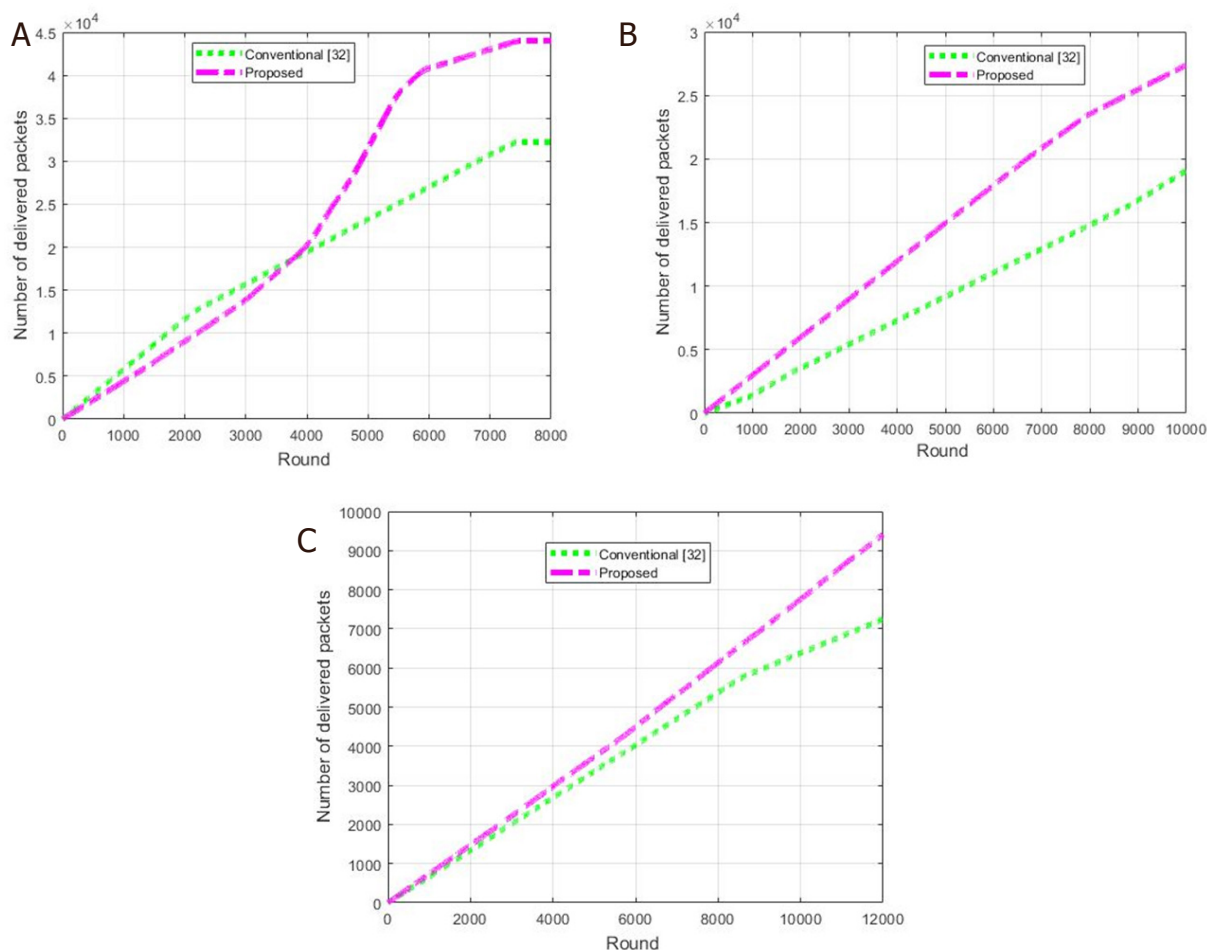 A
×10⁴
4.5
4
3.5
3
2.5
2
1.5
1
0.5
0
Number of delivered packets
Conventional [32]
Proposed
0 1000 2000 3000 4000 5000 6000 7000 8000
Round
B
×10⁴
3
2.5
2
1.5
1
0.5
0
Number of delivered packets
Conventional [32]
Proposed
0 1000 2000 3000 4000 5000 6000 7000 8000 9000 10000
Round
C
10000
9000
8000
7000
6000
5000
4000
3000
2000
1000
0
Number of delivered packets
Conventional [32]
Proposed
0 2000 4000 6000 8000 10000 12000
Round